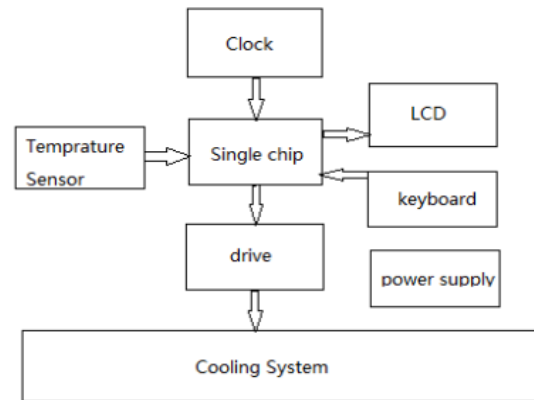 Clock
LCD
Temprature
Sensor
Single chip
keyboard
drive
power supply
Cooling System